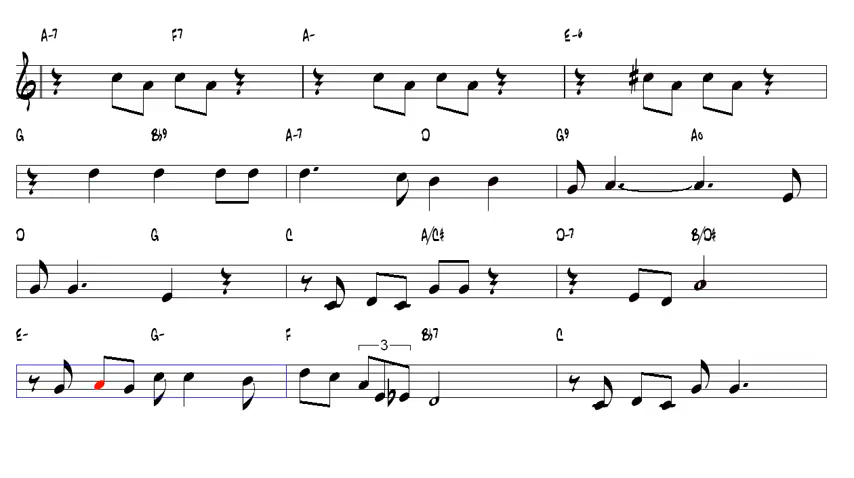 A-7 F7 A- E-6
G Bb9 A-7 D G9 Ao
D G C A/C# D-7 B/D#
E- G- F 3 Bb7 C